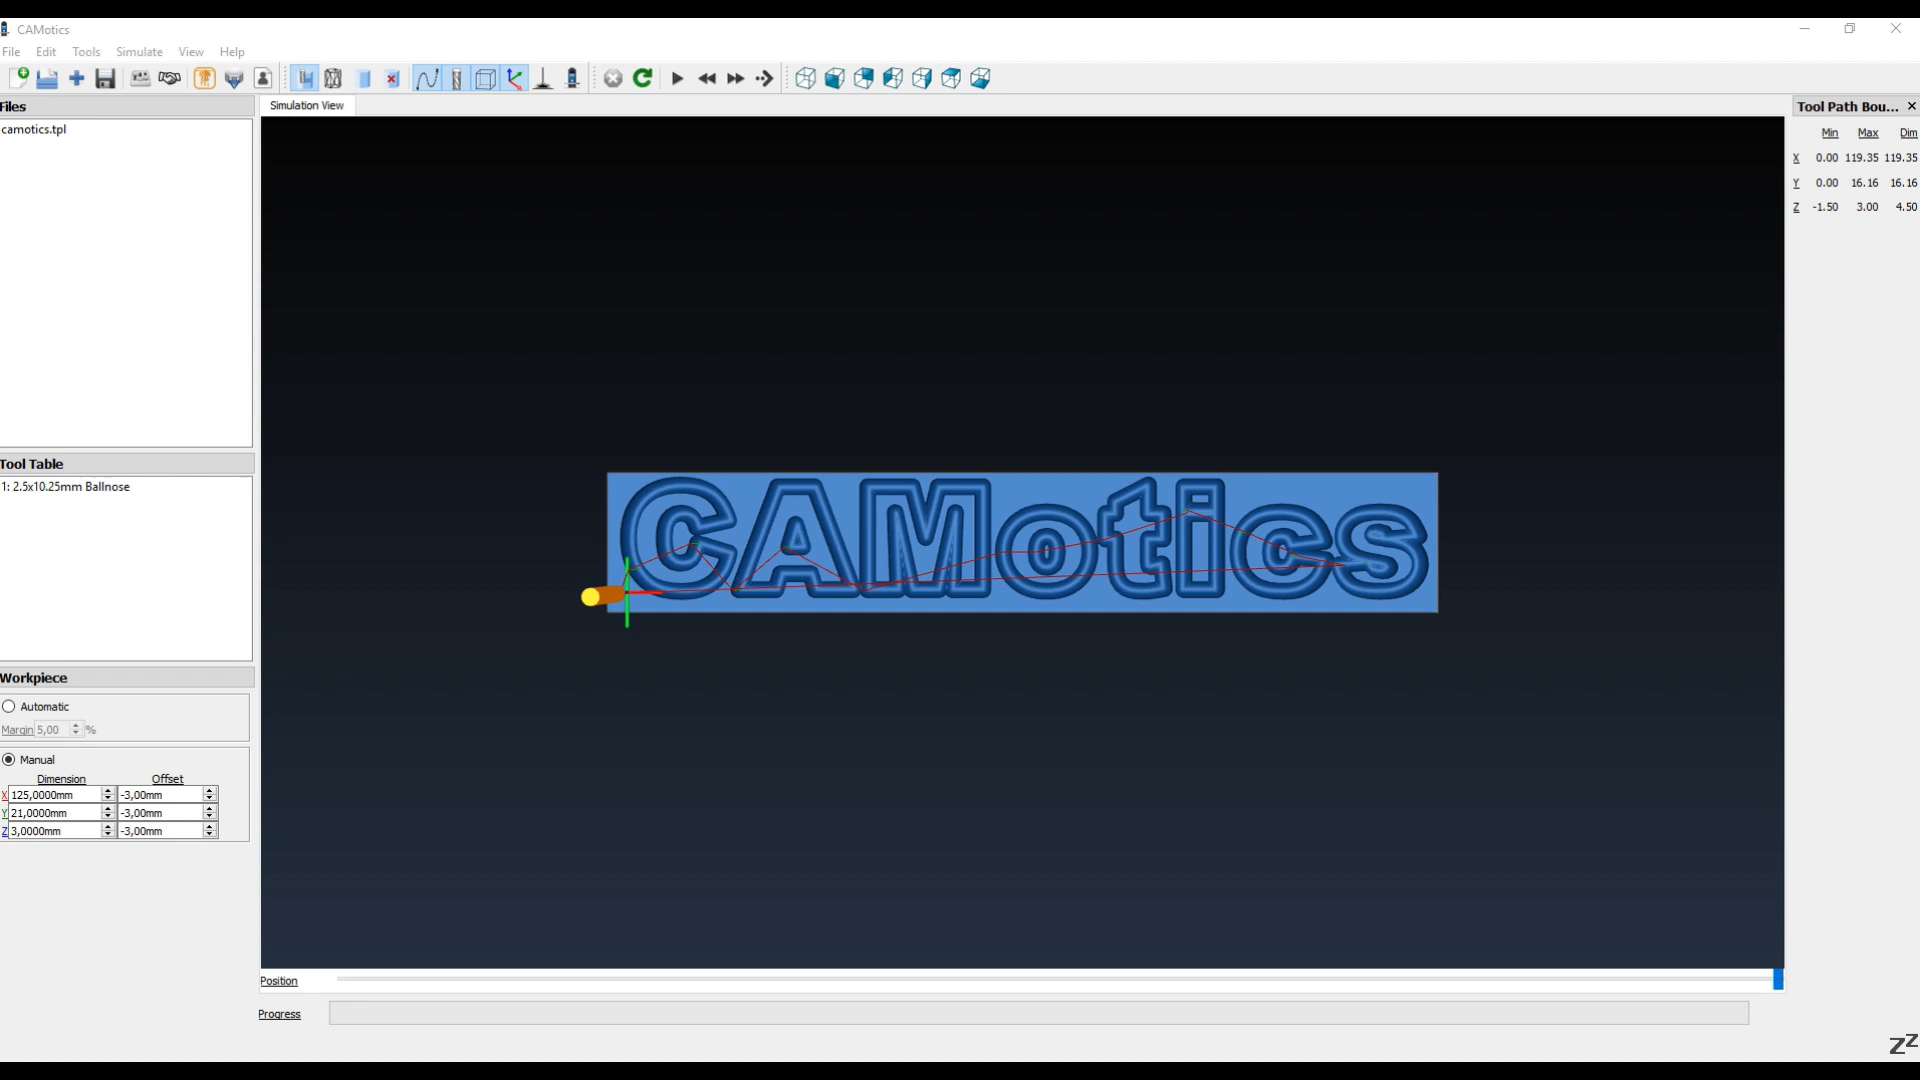 CAMotics
File Edit Tools Simulate View Help
Files
camotics.tpl
Simulation View
Tool Path Bou...
Min Max Dim
X 0.00 119.35 119.35
Y 0.00 16.16 16.16
Z -1.50 3.00 4.50
CAMotics
Tool Table
1: 2.5x10.25mm Ballnose
Workpiece
Automatic
Margin 5,00 %
Manual
Dimension Offset
X 125,0000mm -3,00mm
Y 21,0000mm -3,00mm
Z 3,0000mm -3,00mm
Position
Progress
zz